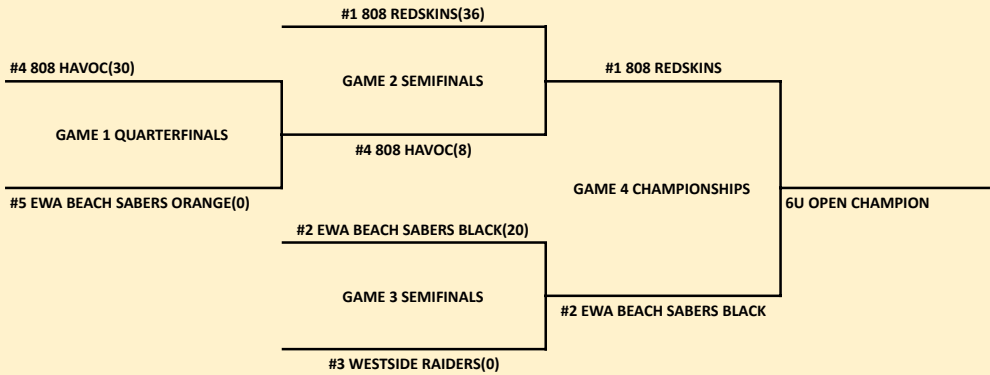 #1 808 REDSKINS(36)
#4 808 HAVOC(30)
#1 808 REDSKINS
GAME 2 SEMIFINALS
GAME 1 QUARTERFINALS
#4 808 HAVOC(8)
GAME 4 CHAMPIONSHIPS
#5 EWA BEACH SABERS ORANGE(0)
6U OPEN CHAMPION
#2 EWA BEACH SABERS BLACK(20)
GAME 3 SEMIFINALS
#2 EWA BEACH SABERS BLACK
#3 WESTSIDE RAIDERS(0)